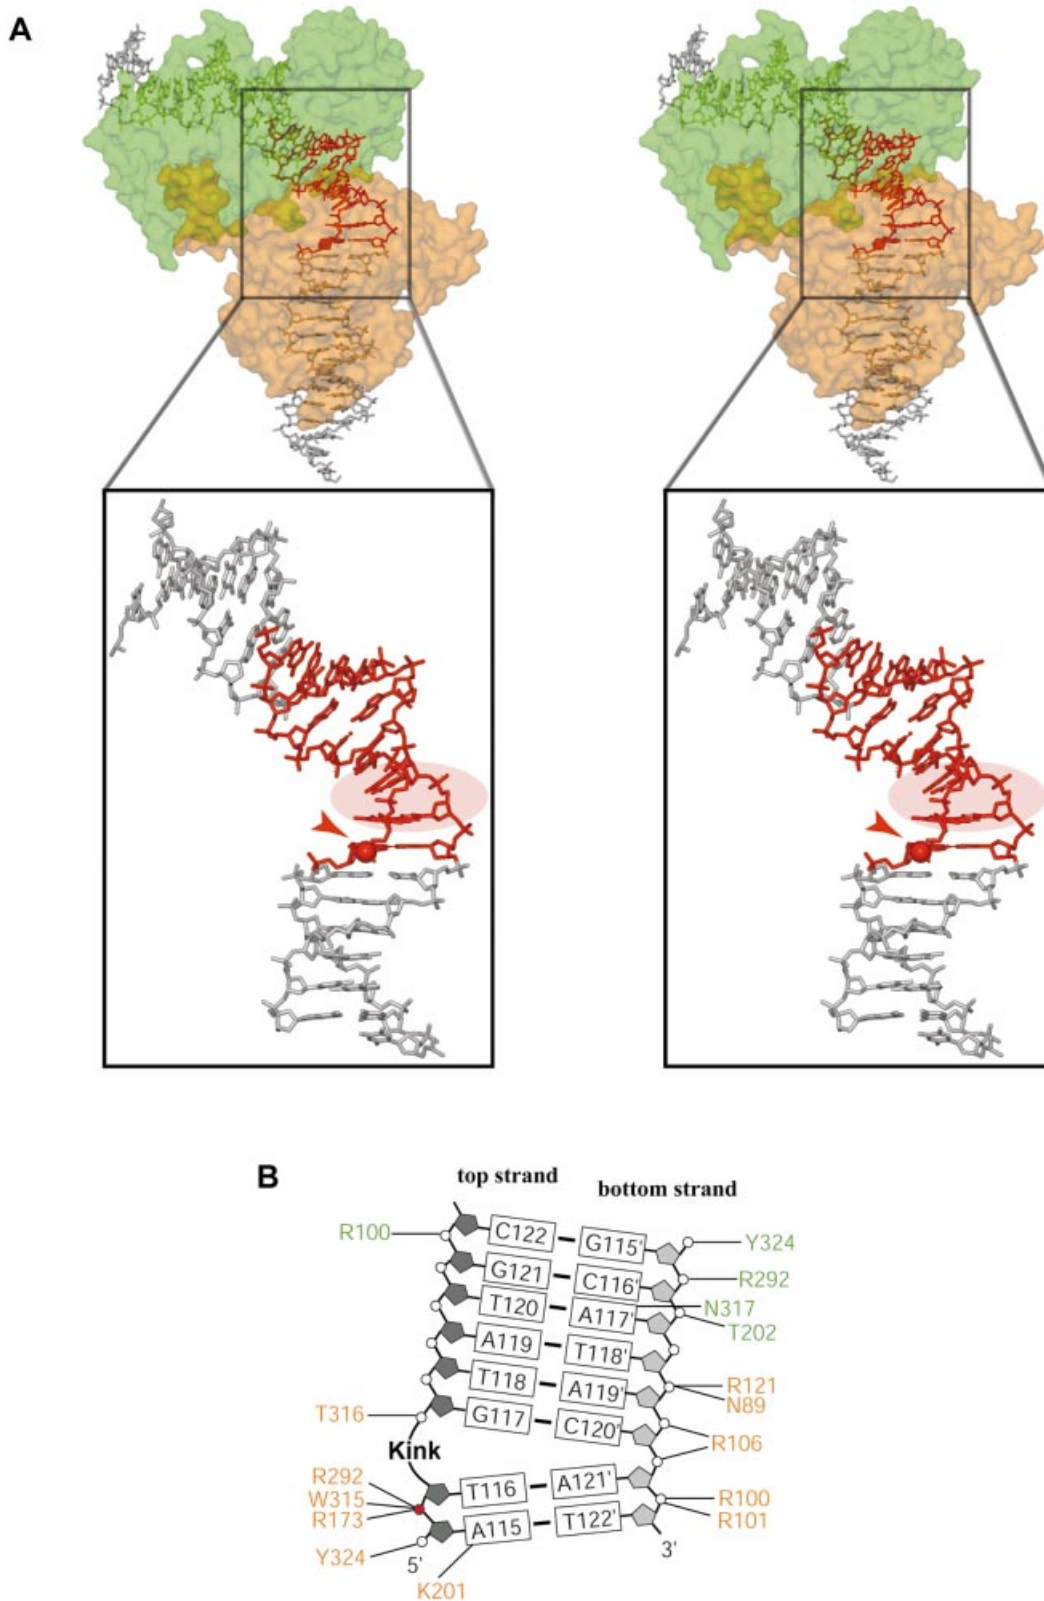 A
B
top strand bottom strand
R100 C122 G115' Y324
G121 C116' R292
T120 A117' N317
T202
A119 T118'
T118 A119' R121
N89
T316 G117 C120' R106
Kink
R292 T116 A121' R100
W315
R173 A115 T122' R101
Y324 5' 3'
K201